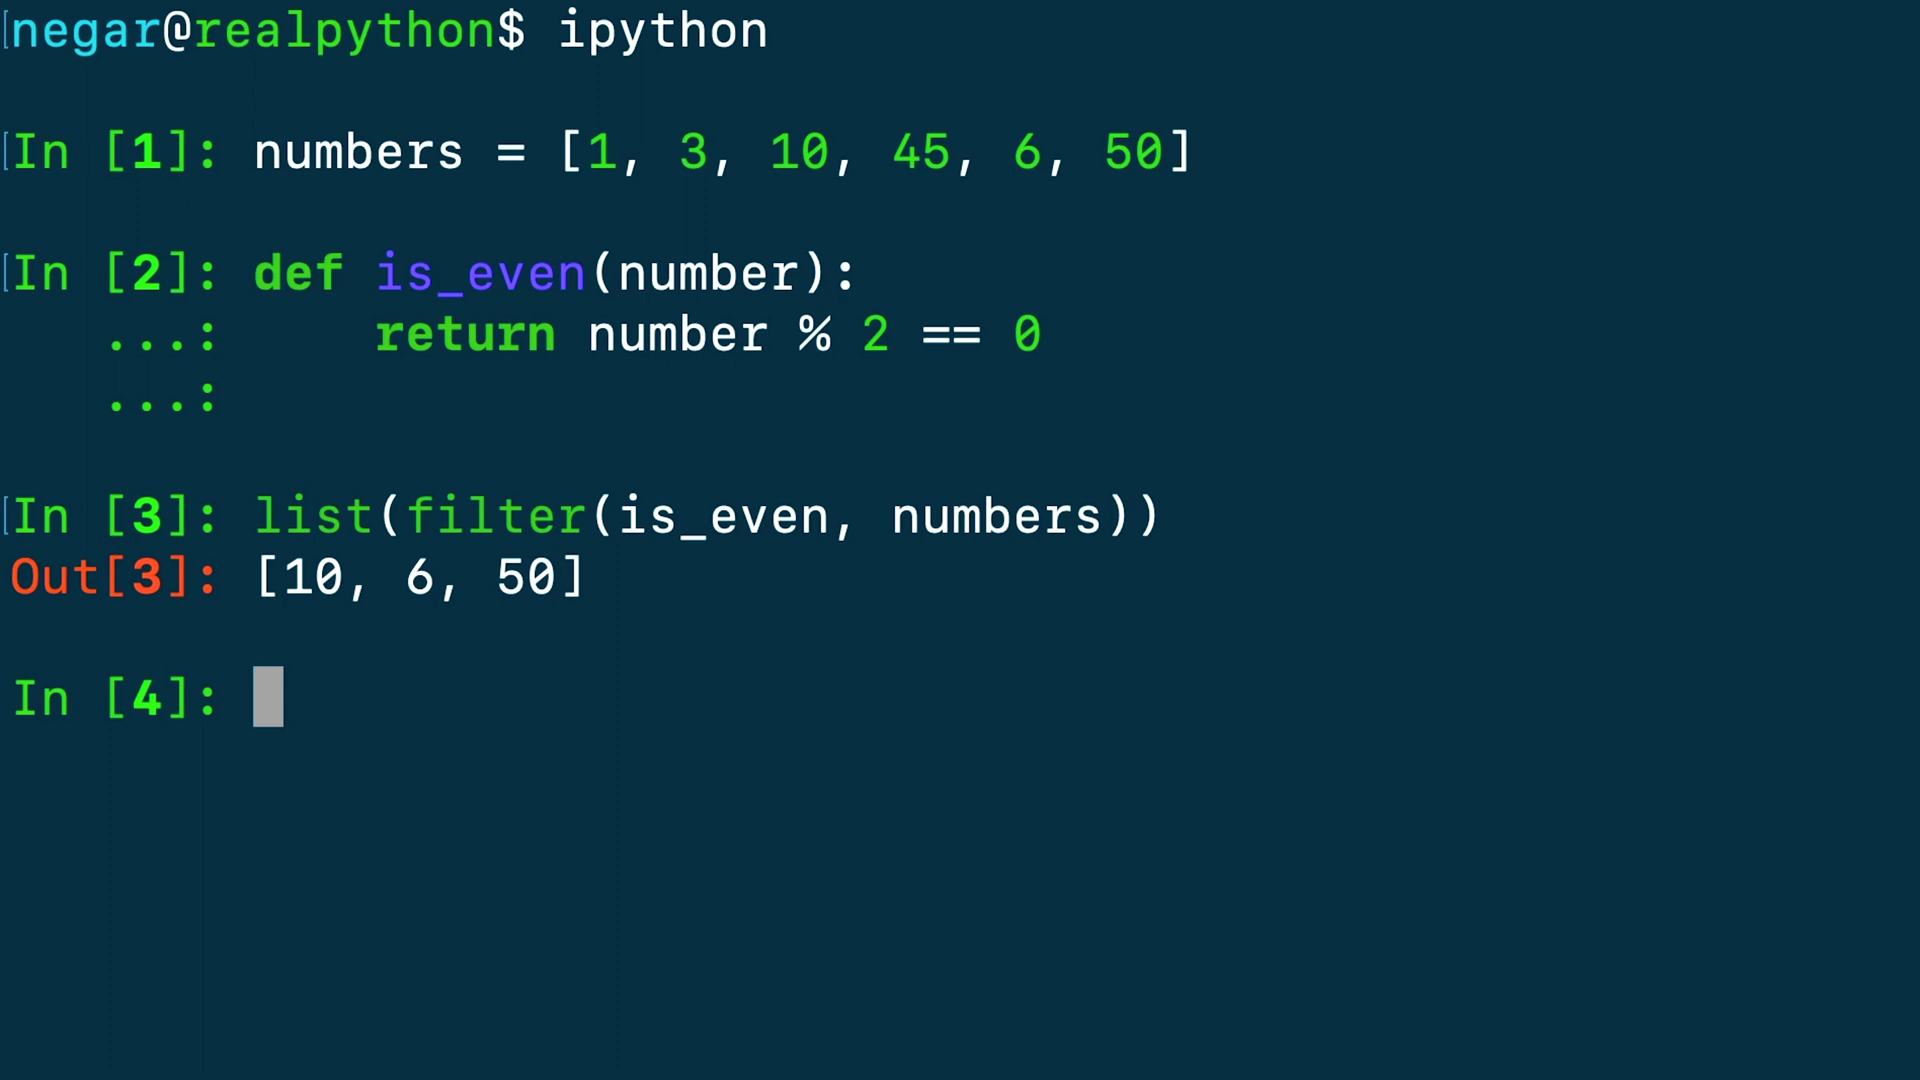 negar@realpython$ ipython
In [1]: numbers = [1, 3, 10, 45, 6, 50]
In [2]: def is_even(number):
   ...:     return number % 2 == 0
   ...:
In [3]: list(filter(is_even, numbers))
Out[3]: [10, 6, 50]
In [4]: